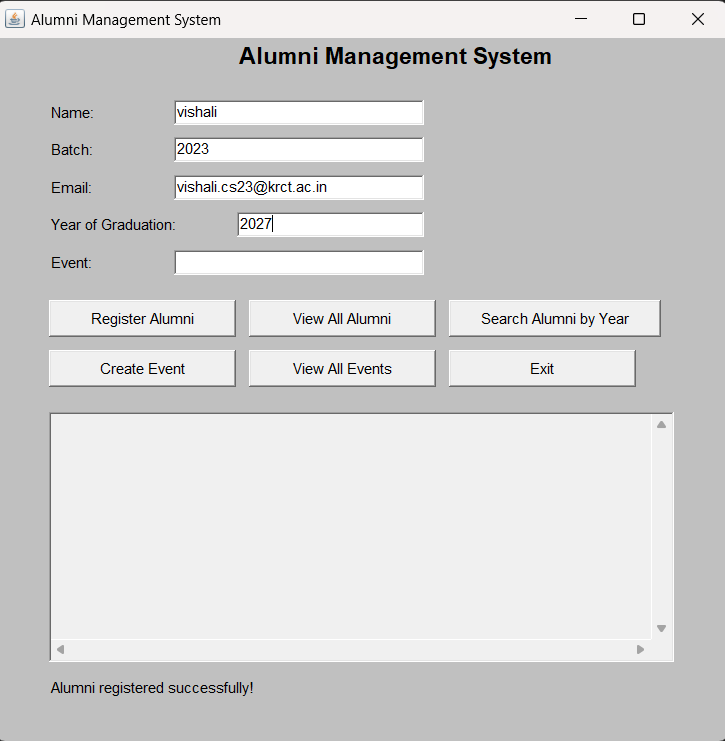 Alumni Management System
Alumni Management System
Name: vishali
Batch: 2023
Email: vishali.cs23@krct.ac.in
Year of Graduation: 2027
Event:
Register Alumni View All Alumni Search Alumni by Year
Create Event View All Events Exit
Alumni registered successfully!